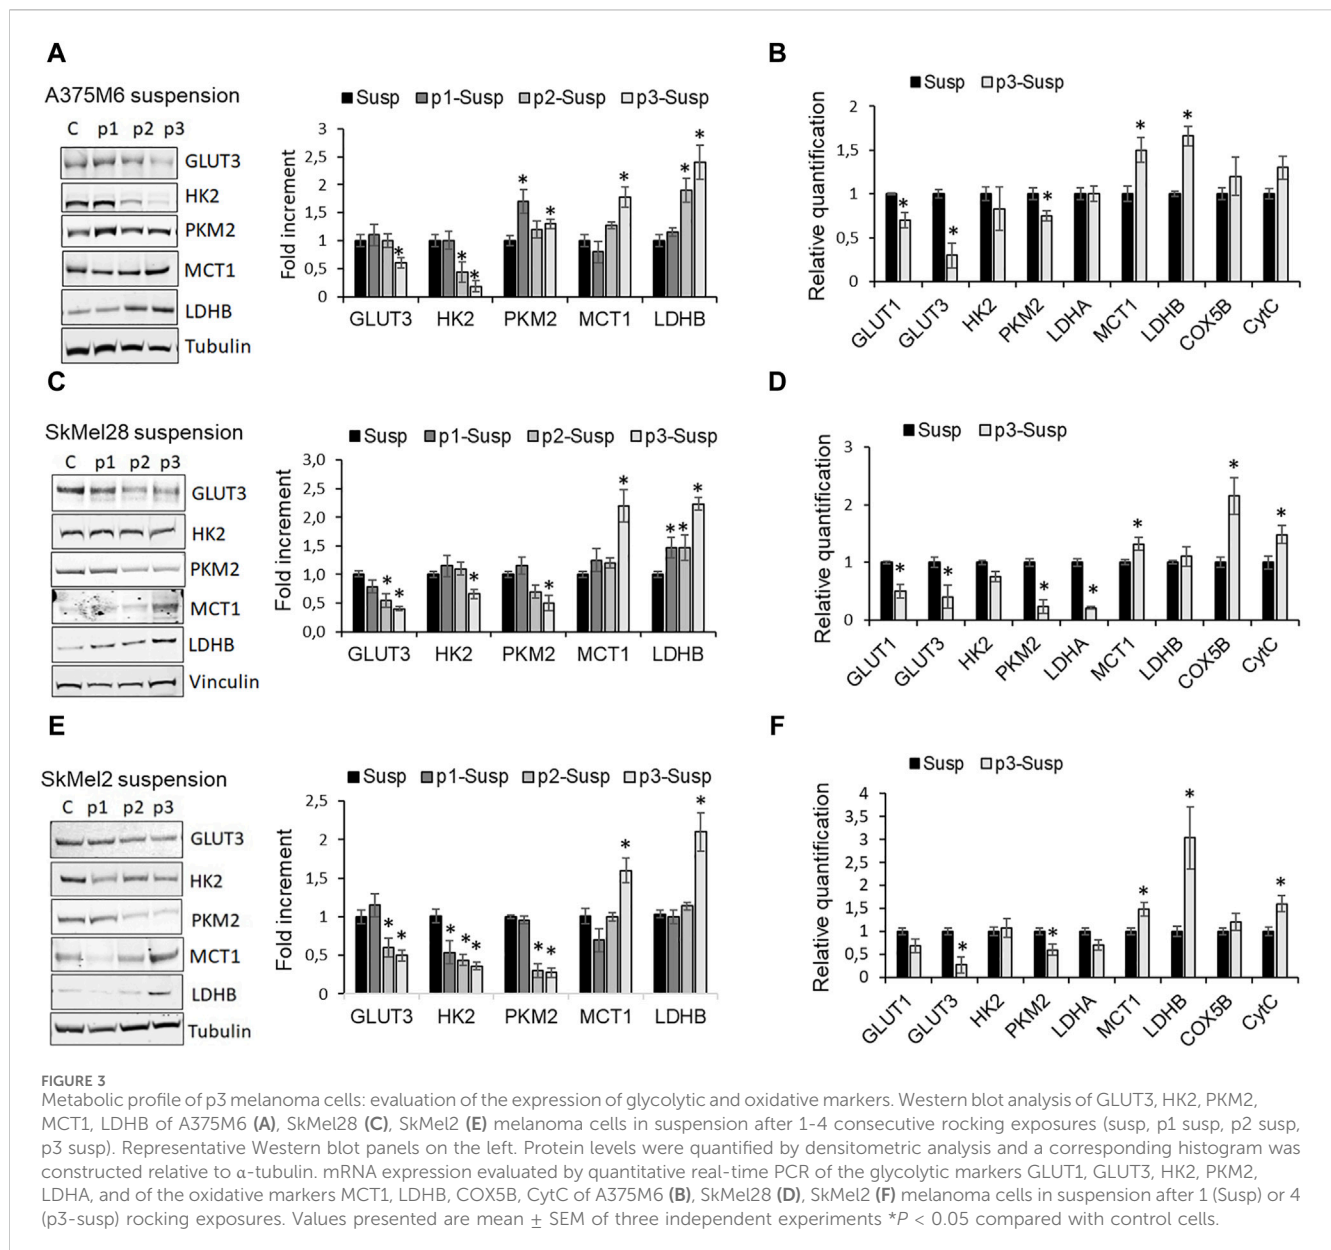 A
A375M6 suspension
C p1 p2 p3
GLUT3
HK2
PKM2
MCT1
LDHB
Tubulin
Susp p1-Susp p2-Susp p3-Susp
Fold increment
3
2,5
2
1,5
1
0,5
0
* * * * * * * *
GLUT3 HK2 PKM2 MCT1 LDHB
B
Susp p3-Susp
Relative quantification
2
1,5
1
0,5
0
* * * * *
GLUT1 GLUT3 HK2 PKM2 LDHA MCT1 LDHB COX5B CytC
C
SkMel28 suspension
C p1 p2 p3
GLUT3
HK2
PKM2
MCT1
LDHB
Vinculin
Susp p1-Susp p2-Susp p3-Susp
Fold increment
3,0
2,5
2,0
1,5
1,0
0,5
0,0
* * * * * * * *
GLUT3 HK2 PKM2 MCT1 LDHB
D
Susp p3-Susp
Relative quantification
3
2
1
0
* * * * * * *
GLUT1 GLUT3 HK2 PKM2 LDHA MCT1 LDHB COX5B CytC
E
SkMel2 suspension
C p1 p2 p3
GLUT3
HK2
PKM2
MCT1
LDHB
Tubulin
Susp p1-Susp p2-Susp p3-Susp
Fold increment
2,5
2
1,5
1
0,5
0
* * * * * * * * *
GLUT3 HK2 PKM2 MCT1 LDHB
F
Susp p3-Susp
Relative quantification
4
3,5
3
2,5
2
1,5
1
0,5
0
* * * * *
GLUT1 GLUT3 HK2 PKM2 LDHA MCT1 LDHB COX5B CytC
FIGURE 3
Metabolic profile of p3 melanoma cells: evaluation of the expression of glycolytic and oxidative markers. Western blot analysis of GLUT3, HK2, PKM2,
MCT1, LDHB of A375M6 (A), SkMel28 (C), SkMel2 (E) melanoma cells in suspension after 1-4 consecutive rocking exposures (susp, p1 susp, p2 susp,
p3 susp). Representative Western blot panels on the left. Protein levels were quantified by densitometric analysis and a corresponding histogram was
constructed relative to α-tubulin. mRNA expression evaluated by quantitative real-time PCR of the glycolytic markers GLUT1, GLUT3, HK2, PKM2,
LDHA, and of the oxidative markers MCT1, LDHB, COX5B, CytC of A375M6 (B), SkMel28 (D), SkMel2 (F) melanoma cells in suspension after 1 (Susp) or 4
(p3-susp) rocking exposures. Values presented are mean ± SEM of three independent experiments *P < 0.05 compared with control cells.